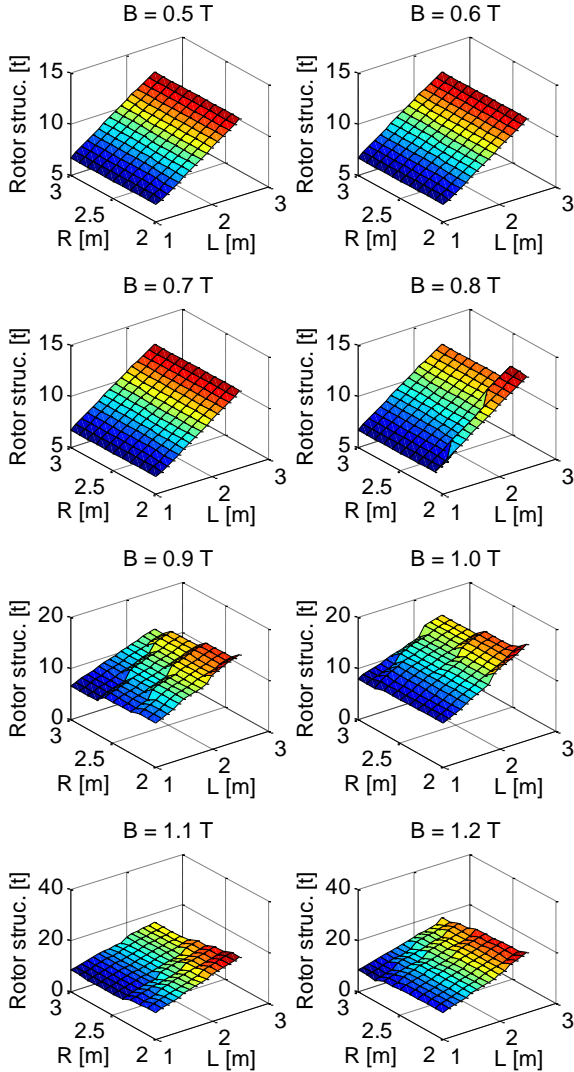 B = 0.5 T
Rotor struc. [t]
15
10
5
3
2.5
2
R [m]
1
2
3
L [m]
B = 0.6 T
Rotor struc. [t]
15
10
5
3
2.5
2
R [m]
1
2
3
L [m]
B = 0.7 T
Rotor struc. [t]
15
10
5
3
2.5
2
R [m]
1
2
3
L [m]
B = 0.8 T
Rotor struc. [t]
15
10
5
3
2.5
2
R [m]
1
2
3
L [m]
B = 0.9 T
Rotor struc. [t]
20
10
0
3
2.5
2
R [m]
1
2
3
L [m]
B = 1.0 T
Rotor struc. [t]
20
10
0
3
2.5
2
R [m]
1
2
3
L [m]
B = 1.1 T
Rotor struc. [t]
40
20
0
3
2.5
2
R [m]
1
2
3
L [m]
B = 1.2 T
Rotor struc. [t]
40
20
0
3
2.5
2
R [m]
1
2
3
L [m]